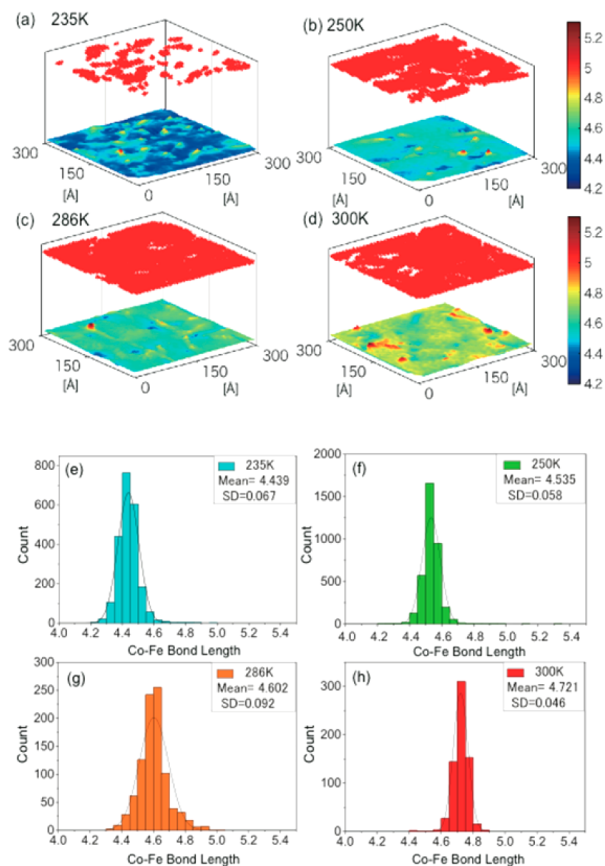 (a) 235K
(b) 250K
300
150
[Å]
0
150
[Å]
300
300
150
[Å]
0
150
[Å]
300
5.2
5.0
4.8
4.6
4.4
4.2
(c) 286K
(d) 300K
300
150
[Å]
0
150
[Å]
300
300
150
[Å]
0
150
[Å]
300
5.2
5.0
4.8
4.6
4.4
4.2
(e)
235K
Mean= 4.439
SD=0.067
Count
800
600
400
200
0
4.0 4.2 4.4 4.6 4.8 5.0 5.2 5.4
Co-Fe Bond Length
(f)
250K
Mean= 4.535
SD=0.058
Count
2000
1500
1000
500
0
4.0 4.2 4.4 4.6 4.8 5.0 5.2 5.4
Co-Fe Bond Length
(g)
286K
Mean= 4.602
SD=0.092
Count
300
250
200
150
100
50
0
4.0 4.2 4.4 4.6 4.8 5.0 5.2 5.4
Co-Fe Bond Length
(h)
300K
Mean= 4.721
SD=0.046
Count
300
200
100
0
4.0 4.2 4.4 4.6 4.8 5.0 5.2 5.4
Co-Fe Bond Length